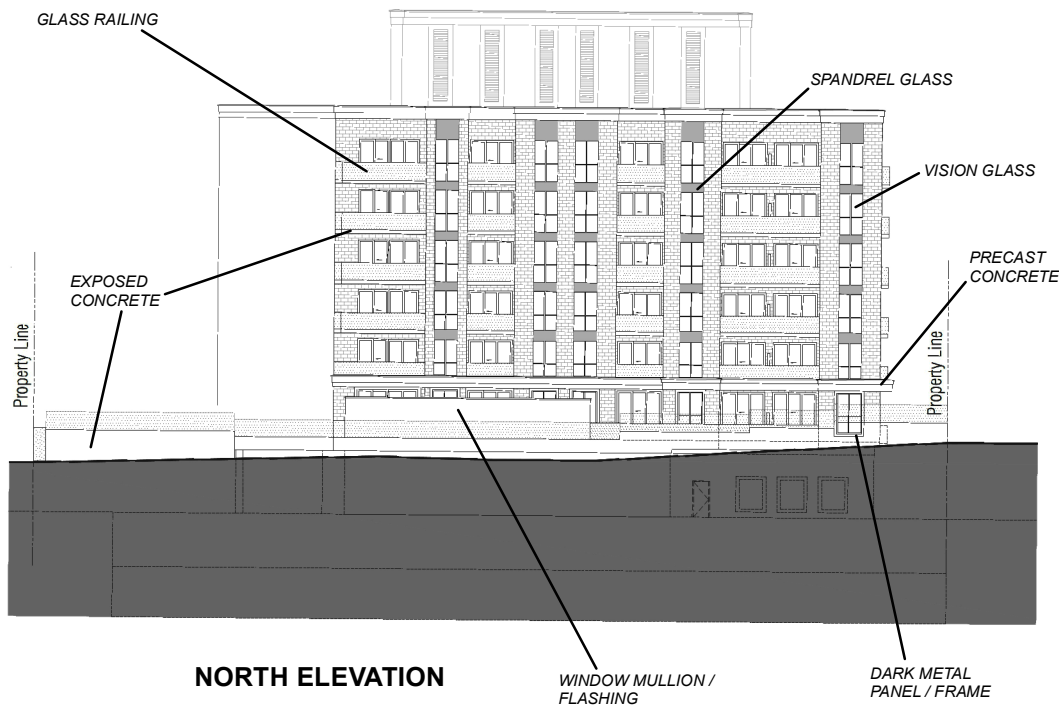 GLASS RAILING
SPANDREL GLASS
VISION GLASS
PRECAST
CONCRETE
EXPOSED
CONCRETE
Property Line
Property Line
NORTH ELEVATION
WINDOW MULLION /
FLASHING
DARK METAL
PANEL / FRAME